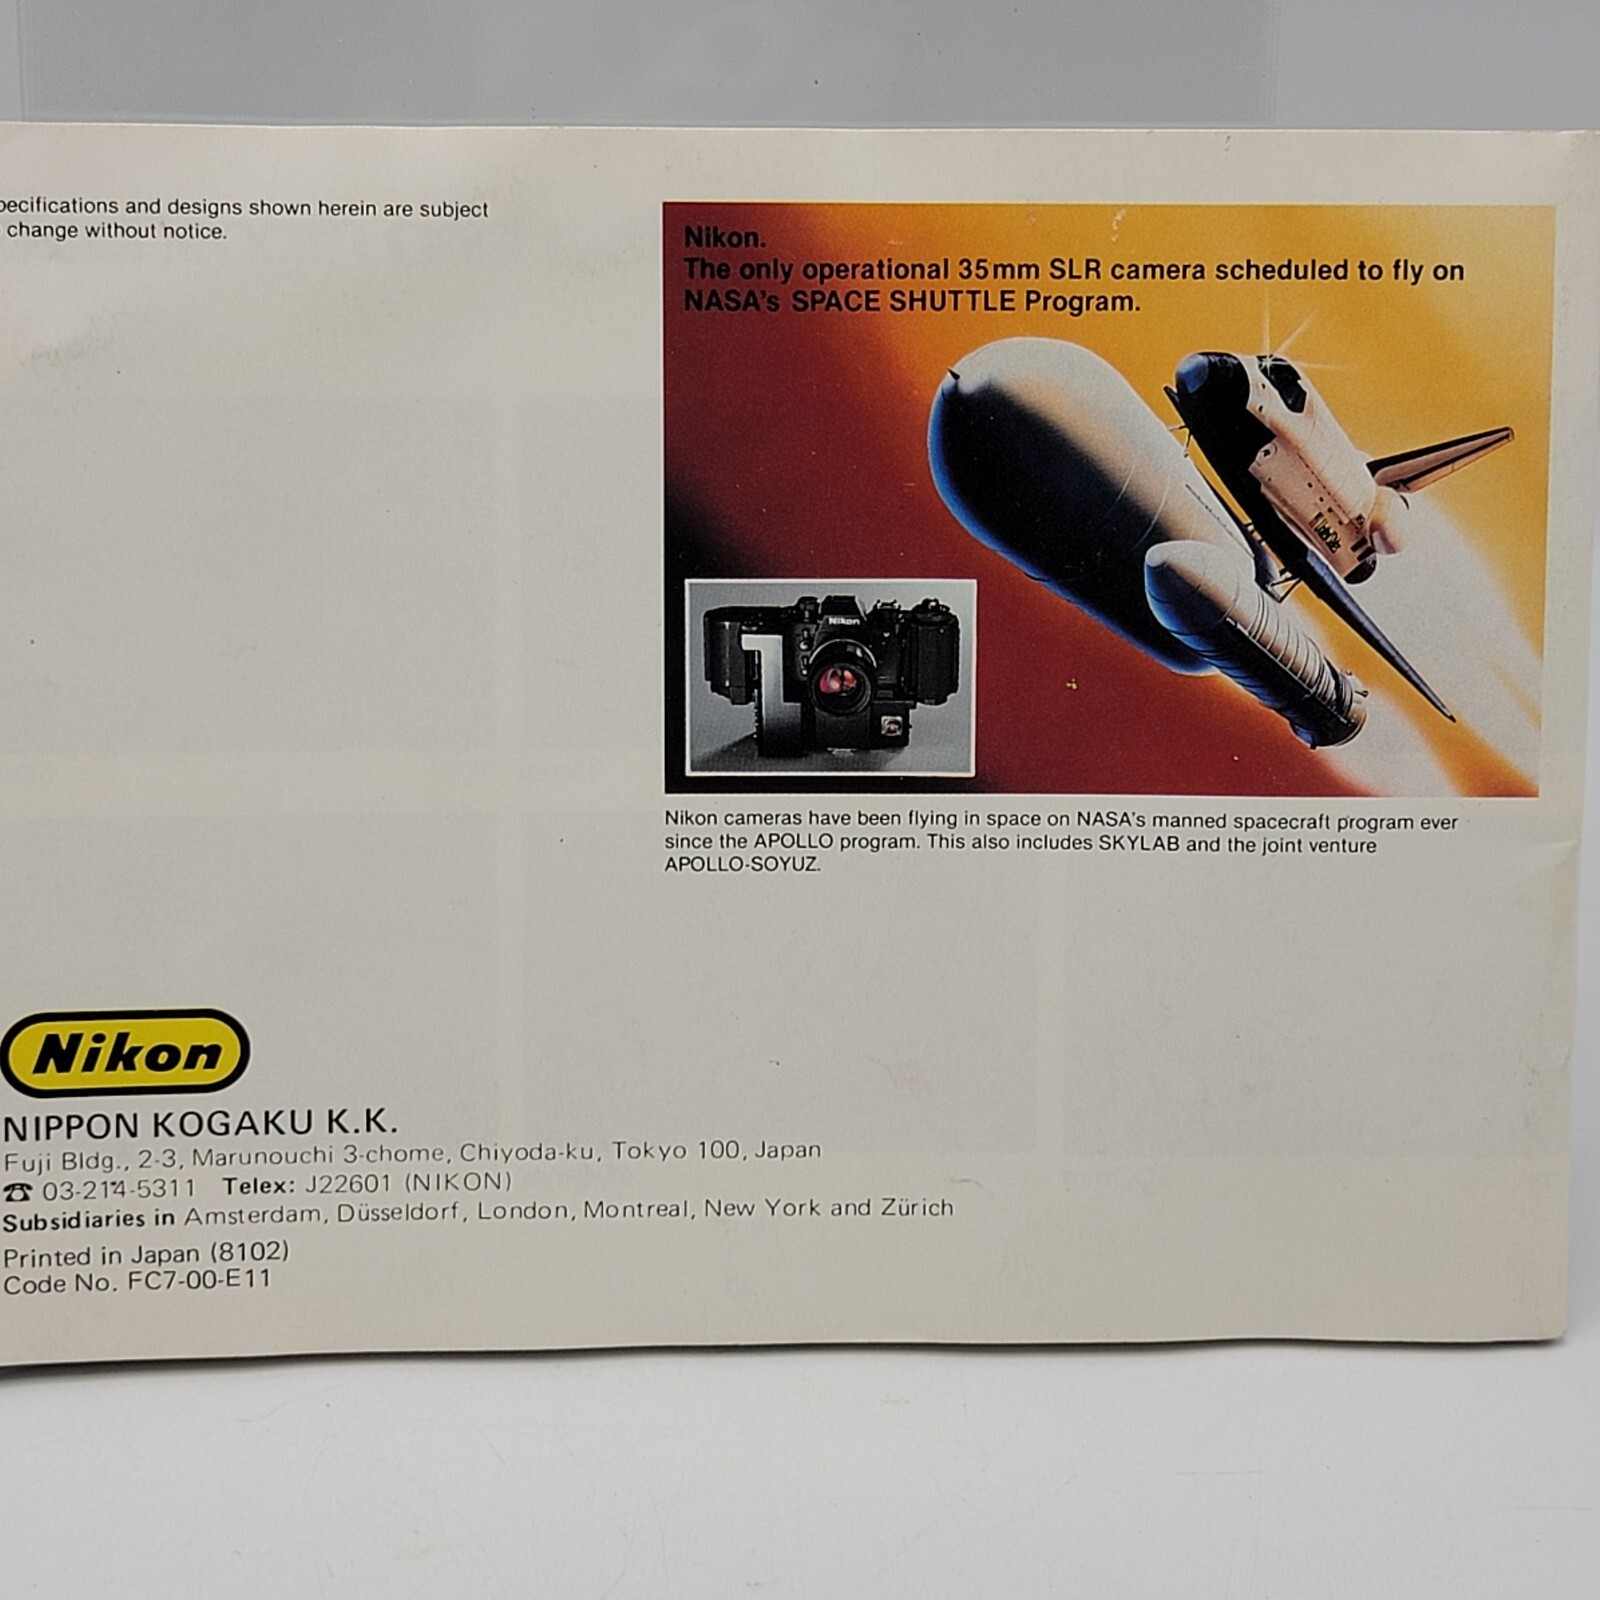 pecifications and designs shown herein are subject
change without notice.
Nikon.
The only operational 35mm SLR camera scheduled to fly on
NASA's SPACE SHUTTLE Program.
Nikon
Nikon cameras have been flying in space on NASA's manned spacecraft program ever
since the APOLLO program. This also includes SKYLAB and the joint venture
APOLLO-SOYUZ.
Nikon
NIPPON KOGAKU K.K.
Fuji Bldg., 2-3, Marunouchi 3-chome, Chiyoda-ku, Tokyo 100, Japan
☎ 03-214-5311 Telex: J22601 (NIKON)
Subsidiaries in Amsterdam, Düsseldorf, London, Montreal, New York and Zürich
Printed in Japan (8102)
Code No. FC7-00-E11